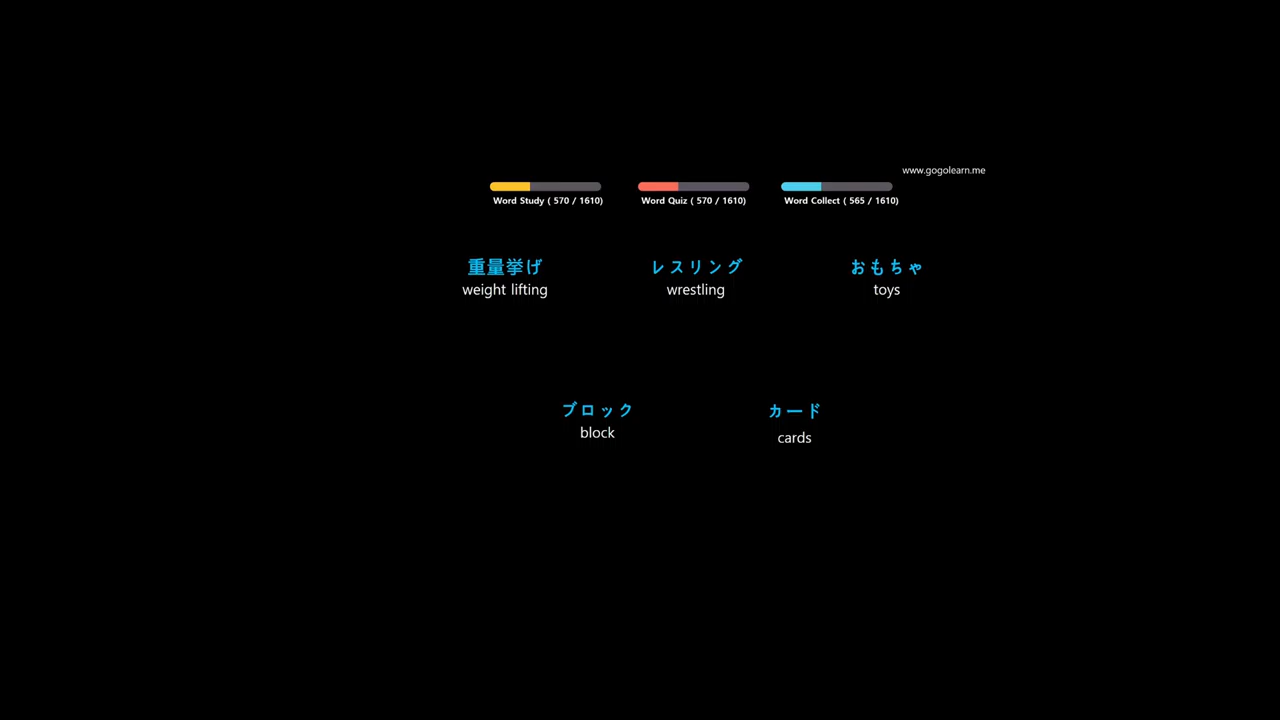 www.gogolearn.me
Word Study ( 570 / 1610)
Word Quiz ( 570 / 1610)
Word Collect ( 565 / 1610)
重量挙げ
weight lifting
レスリング
wrestling
おもちゃ
toys
ブロック
block
カード
cards